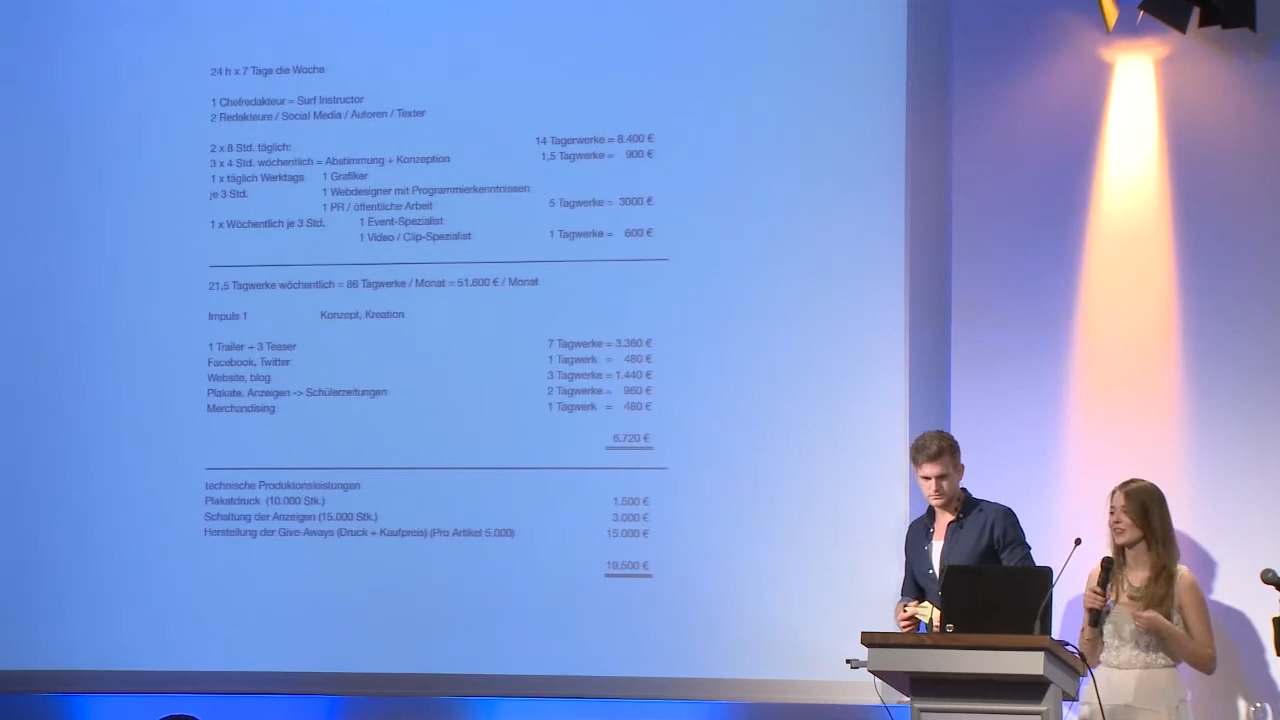 24 h x 7 Tage die Woche
1 Chefredakteur = Surf Instructor
2 Redakteure / Social Media / Autoren / Texter
2 x 8 Std. täglich: 14 Tagerwerke = 8.400 €
3 x 4 Std. wöchentlich = Abstimmung + Konzeption 1,5 Tagwerke = 900 €
1 x täglich Werktags 1 Grafiker
je 3 Std. 1 Webdesigner mit Programmierkenntnissen
1 PR / öffentliche Arbeit 5 Tagwerke = 3000 €
1 x Wöchentlich je 3 Std. 1 Event-Spezialist
1 Video / Clip-Spezialist 1 Tagwerke = 600 €
21,5 Tagwerke wöchentlich = 86 Tagwerke / Monat = 51.600 € / Monat
Impuls 1 Konzept, Kreation
1 Trailer + 3 Teaser 7 Tagwerke = 3.360 €
Facebook, Twitter 1 Tagwerk = 480 €
Website, blog 3 Tagwerke = 1.440 €
Plakate, Anzeigen -> Schülerzeitungen 2 Tagwerke = 960 €
Merchandising 1 Tagwerk = 480 €
6.720 €
technische Produktonsleistungen
Plakatdruck (10.000 Stk.) 1.500 €
Schaltung der Anzeigen (15.000 Stk.) 3.000 €
Herstellung der Give-Aways (Druck + Kaufpreis) (Pro Artikel 5.000) 15.000 €
19.500 €